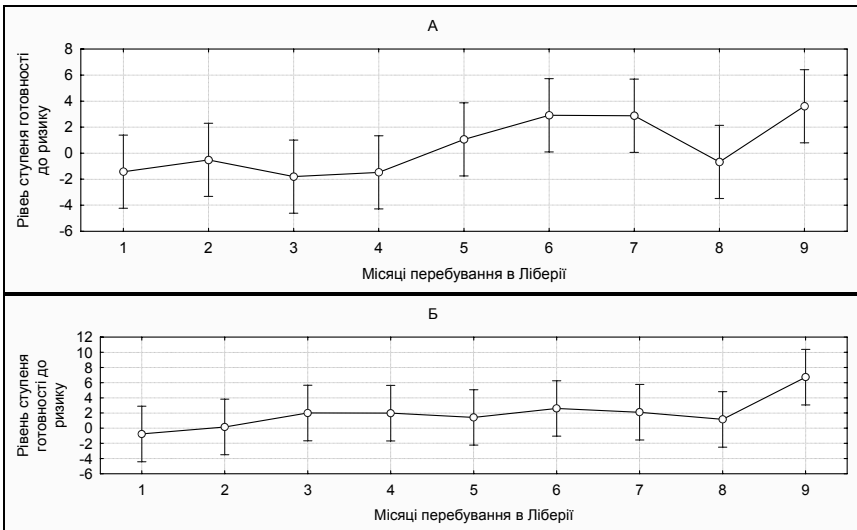 А
Рівеь ступеня готовності
до ризику
8
6
4
2
0
-2
-4
-6
1 2 3 4 5 6 7 8 9
Місяці перебування в Ліберії
Б
Рівень ступеня
готовності до
ризику
12
10
8
6
4
2
0
-2
-4
-6
1 2 3 4 5 6 7 8 9
Місяці перебування в Ліберії